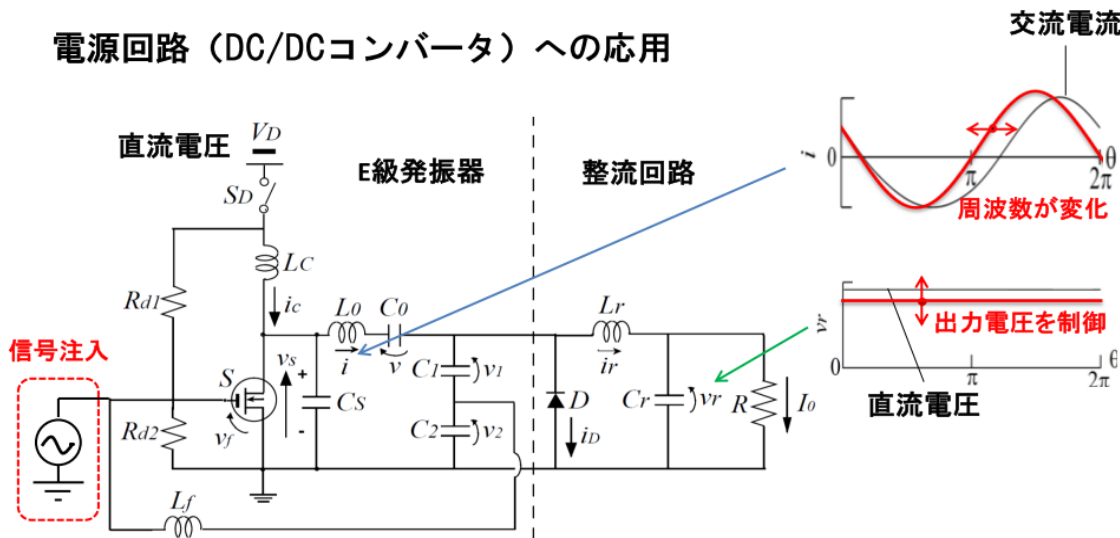 電源回路（DC/DCコンバータ）への応用
交流電流
直流電圧
VD
SD
E級発振器
整流回路
i
0
π
2π
θ
周波数が変化
LC
iC
Rd1
L0
C0
Lr
i
v
ir
vr
出力電圧を制御
0
π
2π
θ
直流電圧
信号注入
S
vs
+
-
CS
C1
v1
D
Cr
vr
R
I0
Rd2
vf
C2
v2
iD
Lf